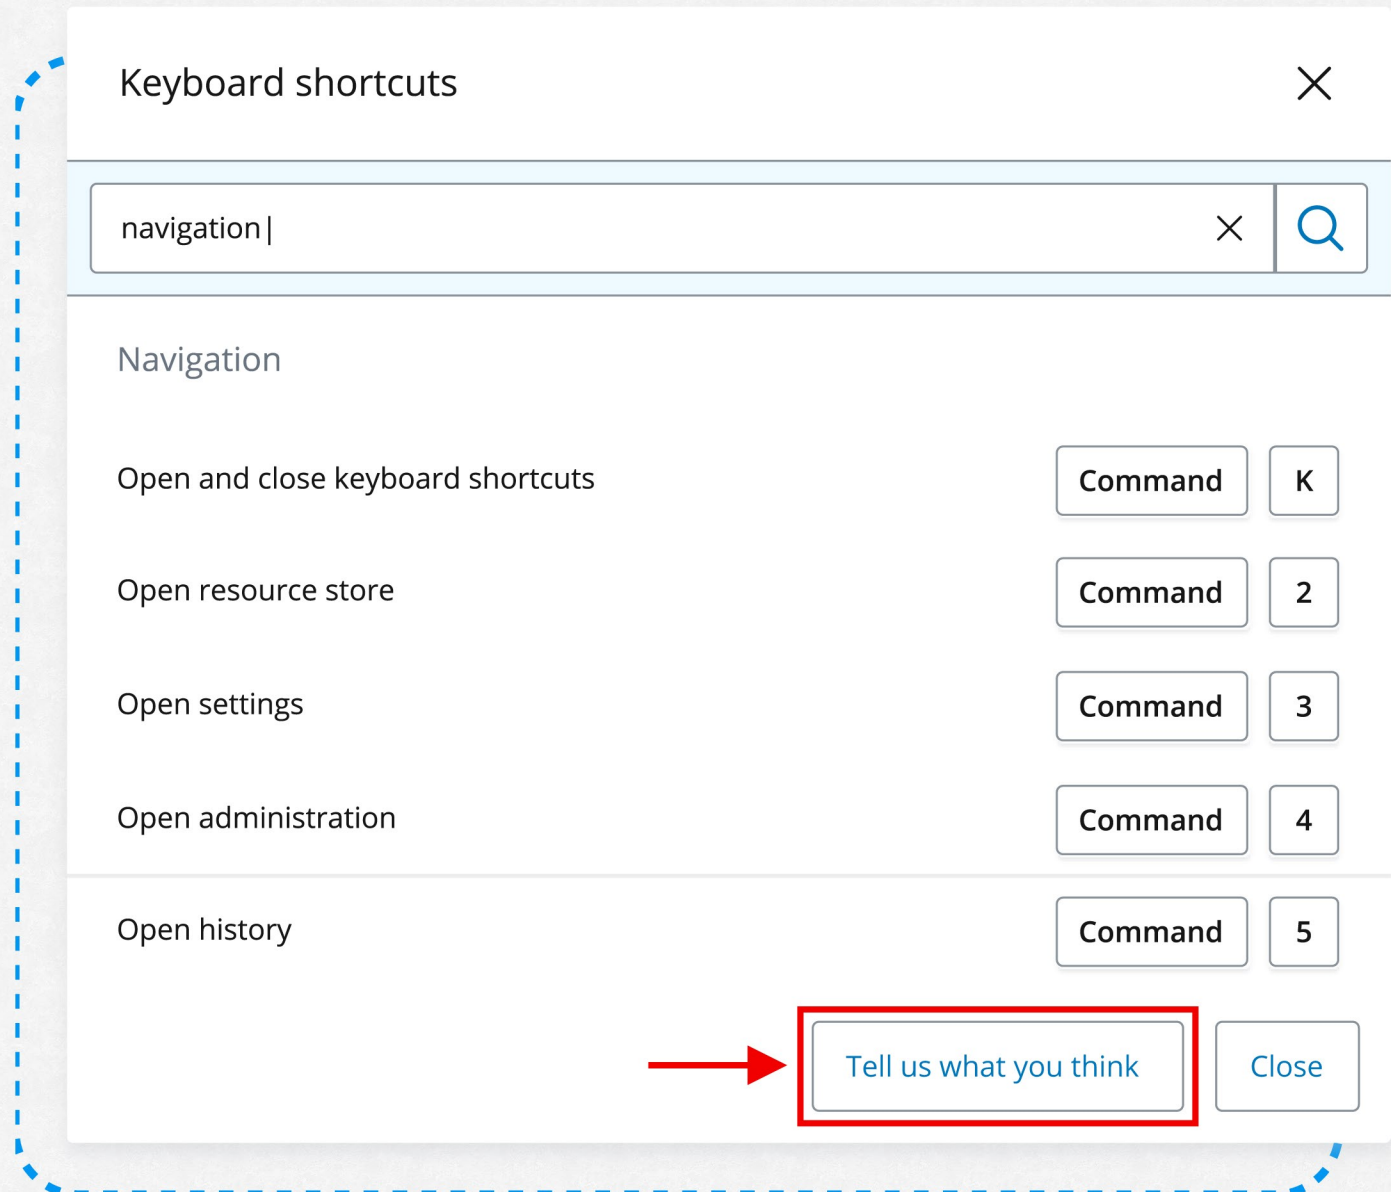 Keyboard shortcuts
navigation
Navigation
Open and close keyboard shortcuts Command K
Open resource store Command 2
Open settings Command 3
Open administration Command 4
Open history Command 5
Tell us what you think Close